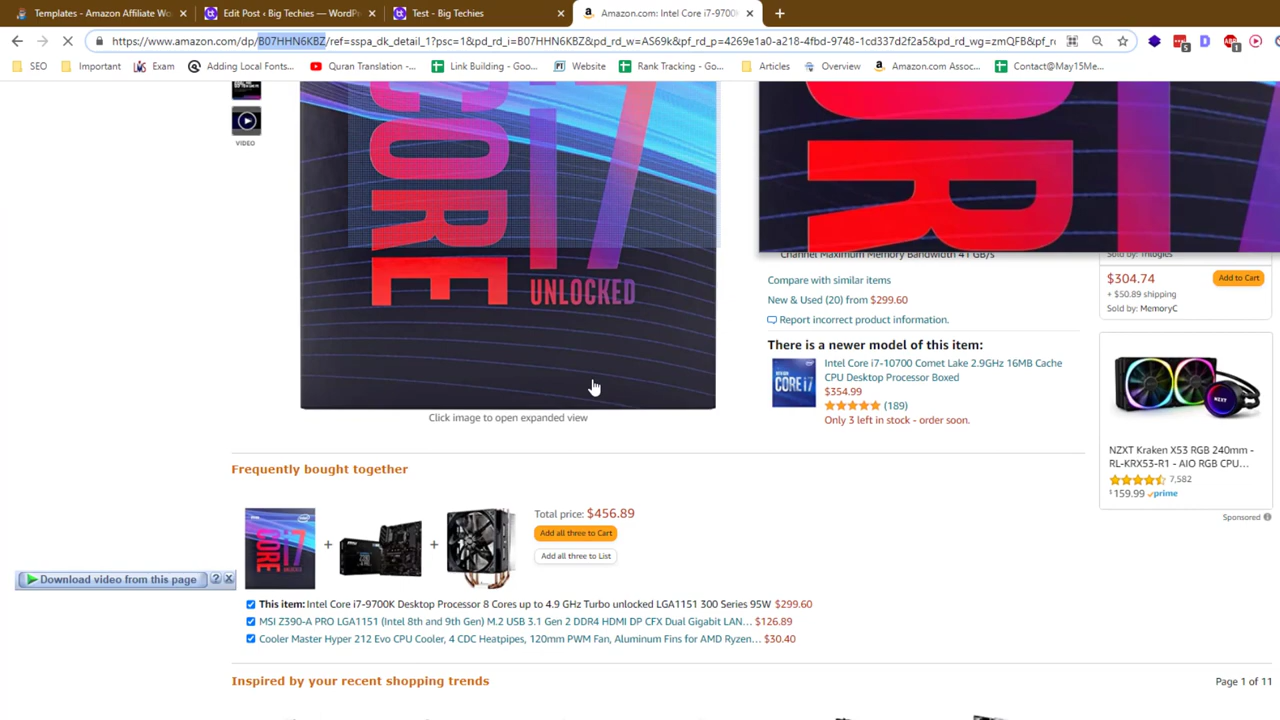 Templates - Amazon Affiliate Wo
Edit Post ‹ Big Techies — WordPr
Test - Big Techies
Amazon.com: Intel Core i7-9700
https://www.amazon.com/dp/B07HHN6KBZ/ref=sspa_dk_detail_1?psc=1&pd_rd_i=B07HHN6KBZ&pd_rd_w=AS69k&pf_rd_p=4269e1a0-a218-4fbd-9748-1cd337d2f2a5&pd_rd_wg=zmQFB&pf_r
SEO
Important
Exam
Adding Local Fonts...
Quran Translation -...
Link Building - Goo...
Website
Rank Tracking - Go...
Articles
Overview
Amazon.com Assoc...
Contact@May15Me...
VIDEO
CORE i7
UNLOCKED
Click image to open expanded view
Channel Maximum Memory Bandwidth 41 GB/s
Compare with similar items
New & Used (20) from $299.60
Report incorrect product information.
There is a newer model of this item:
Intel Core i7-10700 Comet Lake 2.9GHz 16MB Cache
CPU Desktop Processor Boxed
$354.99
(189)
Only 3 left in stock - order soon.
CORE i7
Sold by: Trilogies
$304.74
Add to Cart
+ $50.89 shipping
Sold by: MemoryC
NZXT Kraken X53 RGB 240mm -
RL-KRX53-R1 - AIO RGB CPU...
7,582
$159.99 prime
Sponsored
Frequently bought together
CORE i7
UNLOCKED
+
+
Total price: $456.89
Add all three to Cart
Add all three to List
Download video from this page ? X
This item: Intel Core i7-9700K Desktop Processor 8 Cores up to 4.9 GHz Turbo unlocked LGA1151 300 Series 95W $299.60
MSI Z390-A PRO LGA1151 (Intel 8th and 9th Gen) M.2 USB 3.1 Gen 2 DDR4 HDMI DP CFX Dual Gigabit LAN... $126.89
Cooler Master Hyper 212 Evo CPU Cooler, 4 CDC Heatpipes, 120mm PWM Fan, Aluminum Fins for AMD Ryzen... $30.40
Inspired by your recent shopping trends
Page 1 of 11